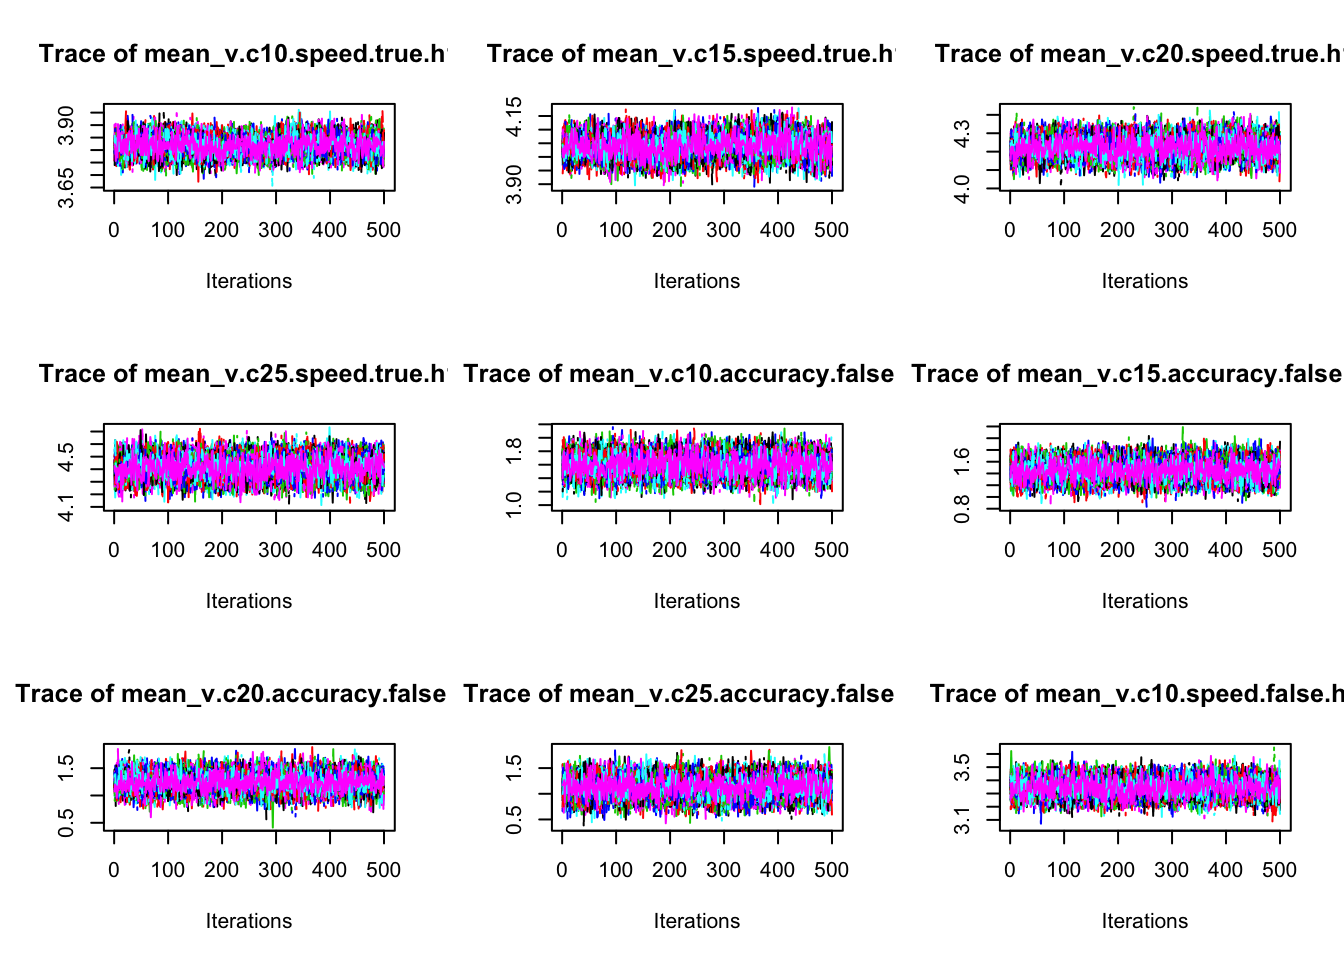 Trace of mean_v.c10.speed.true.h
3.90
3.65
0 100 200 300 400 500
Iterations
Trace of mean_v.c15.speed.true.h
4.15
3.90
0 100 200 300 400 500
Iterations
Trace of mean_v.c20.speed.true.h
4.3
4.0
0 100 200 300 400 500
Iterations
Trace of mean_v.c25.speed.true.h
4.5
4.1
0 100 200 300 400 500
Iterations
Trace of mean_v.c10.accuracy.false
1.8
1.0
0 100 200 300 400 500
Iterations
Trace of mean_v.c15.accuracy.false
1.6
0.8
0 100 200 300 400 500
Iterations
Trace of mean_v.c20.accuracy.false
1.5
0.5
0 100 200 300 400 500
Iterations
Trace of mean_v.c25.accuracy.false
1.5
0.5
0 100 200 300 400 500
Iterations
Trace of mean_v.c10.speed.false.h
3.5
3.1
0 100 200 300 400 500
Iterations